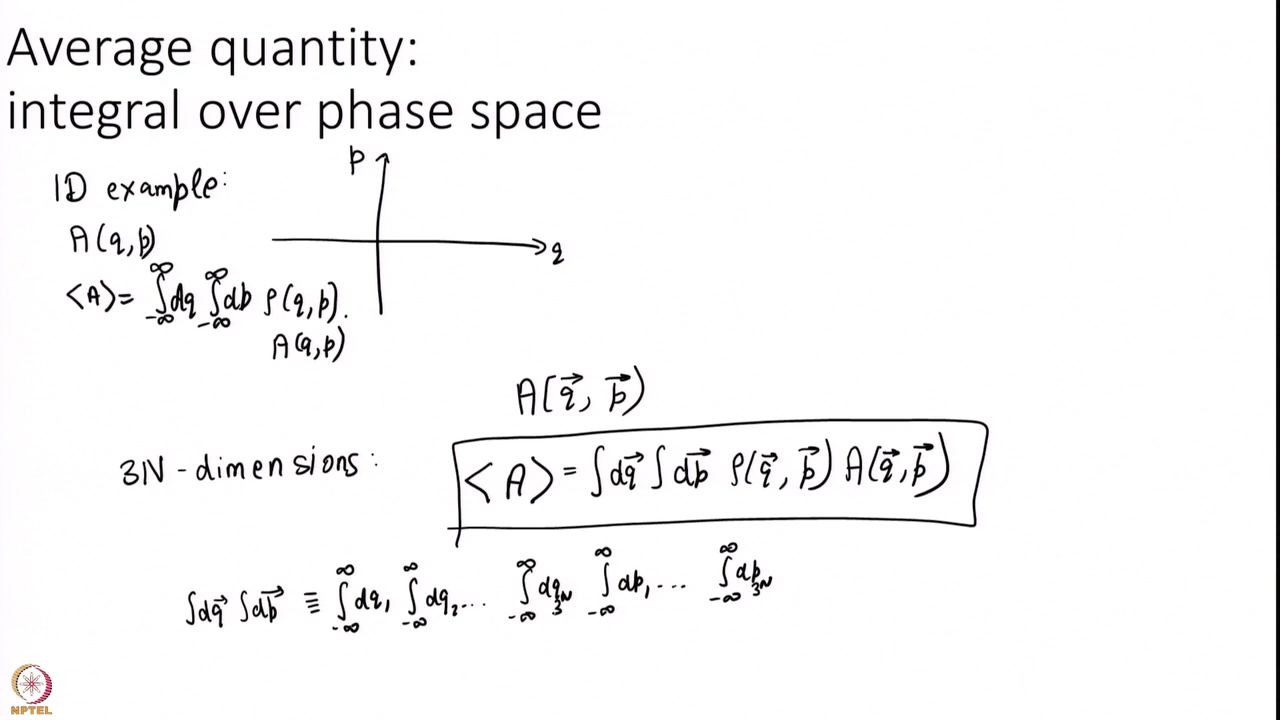 Average quantity:
integral over phase space
1D example:
p
q
A(q,p)
<A> = ∫_{-∞}^{∞} dq ∫_{-∞}^{∞} dp ρ(q,p).
A(q,p)
A(q⃗, p⃗)
3N-dimensions:
<A> = ∫dq⃗ ∫dp⃗ ρ(q⃗, p⃗) A(q⃗,p⃗)
∫dq⃗ ∫dp⃗ ≡ ∫_{-∞}^{∞} dq₁ ∫_{-∞}^{∞} dq₂... ∫_{-∞}^{∞} dq_{3N} ∫_{-∞}^{∞} dp₁... ∫_{-∞}^{∞} dp_{3N}
NPTEL